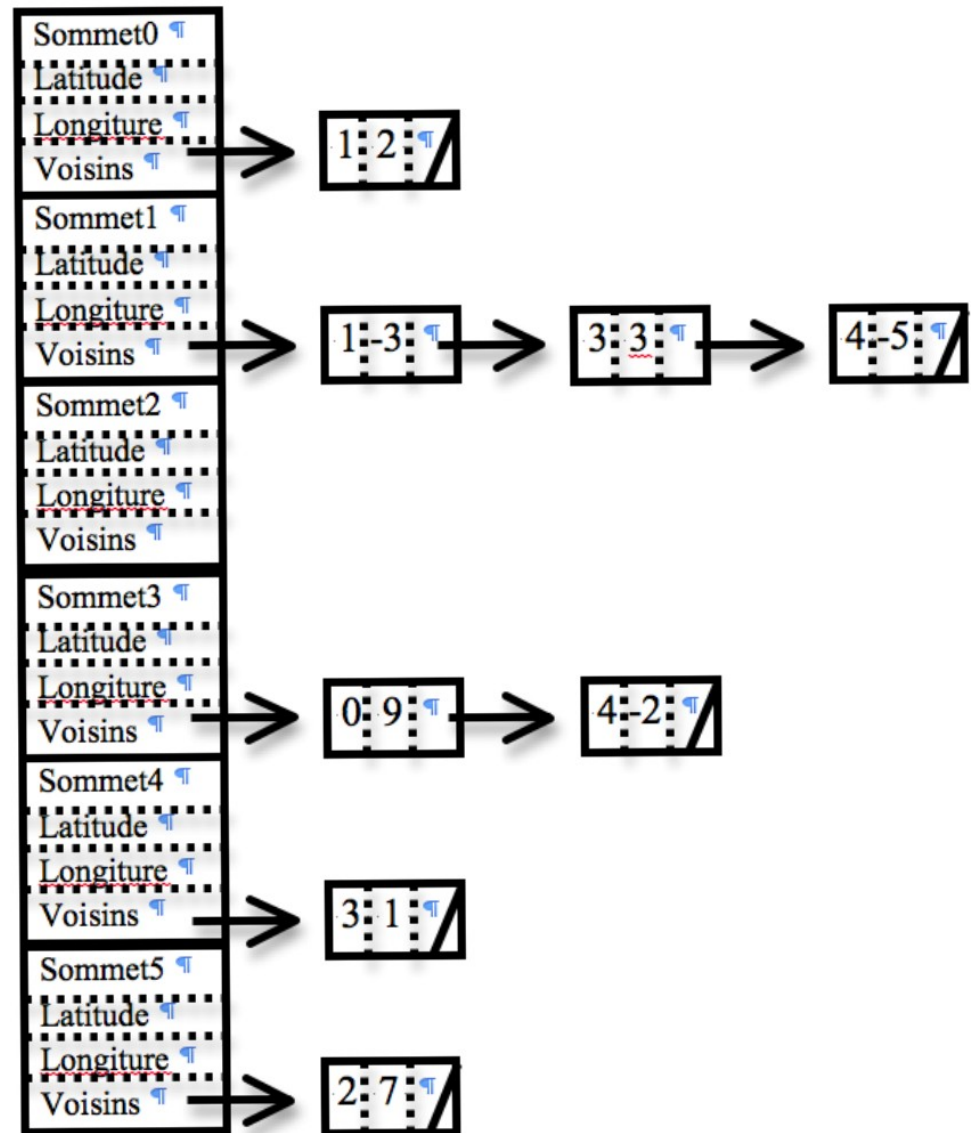 Sommet0 ¶
Latitude ¶
Longiture ¶
Voisins ¶
1 2 ¶
Sommet1 ¶
Latitude ¶
Longiture ¶
Voisins ¶
1 -3 ¶
3 3 ¶
4 -5 ¶
Sommet2 ¶
Latitude ¶
Longiture ¶
Voisins ¶
Sommet3 ¶
Latitude ¶
Longiture ¶
Voisins ¶
0 9 ¶
4 -2 ¶
Sommet4 ¶
Latitude ¶
Longiture ¶
Voisins ¶
3 1 ¶
Sommet5 ¶
Latitude ¶
Longiture ¶
Voisins ¶
2 7 ¶